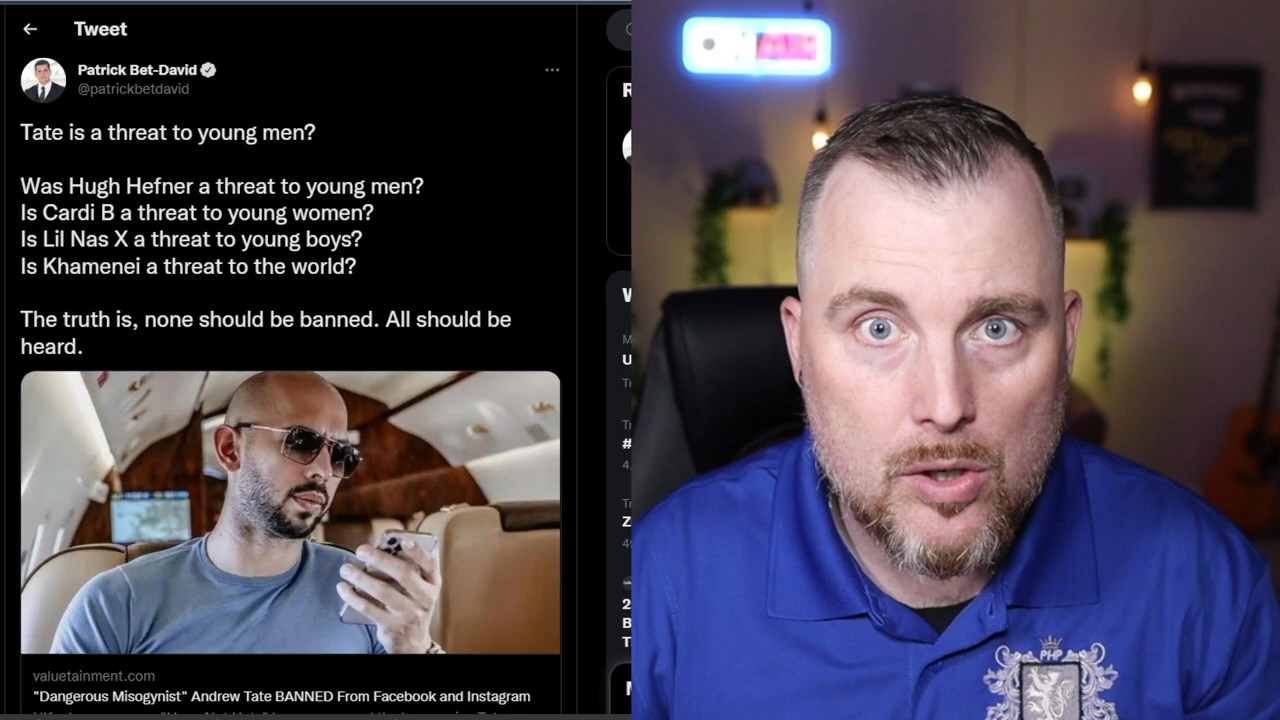 Tweet
Patrick Bet-David
@patrickbetdavid
Tate is a threat to young men?
Was Hugh Hefner a threat to young men?
Is Cardi B a threat to young women?
Is Lil Nas X a threat to young boys?
Is Khamenei a threat to the world?
The truth is, none should be banned. All should be
heard.
valuetainment.com
"Dangerous Misogynist" Andrew Tate BANNED From Facebook and Instagram
PHP